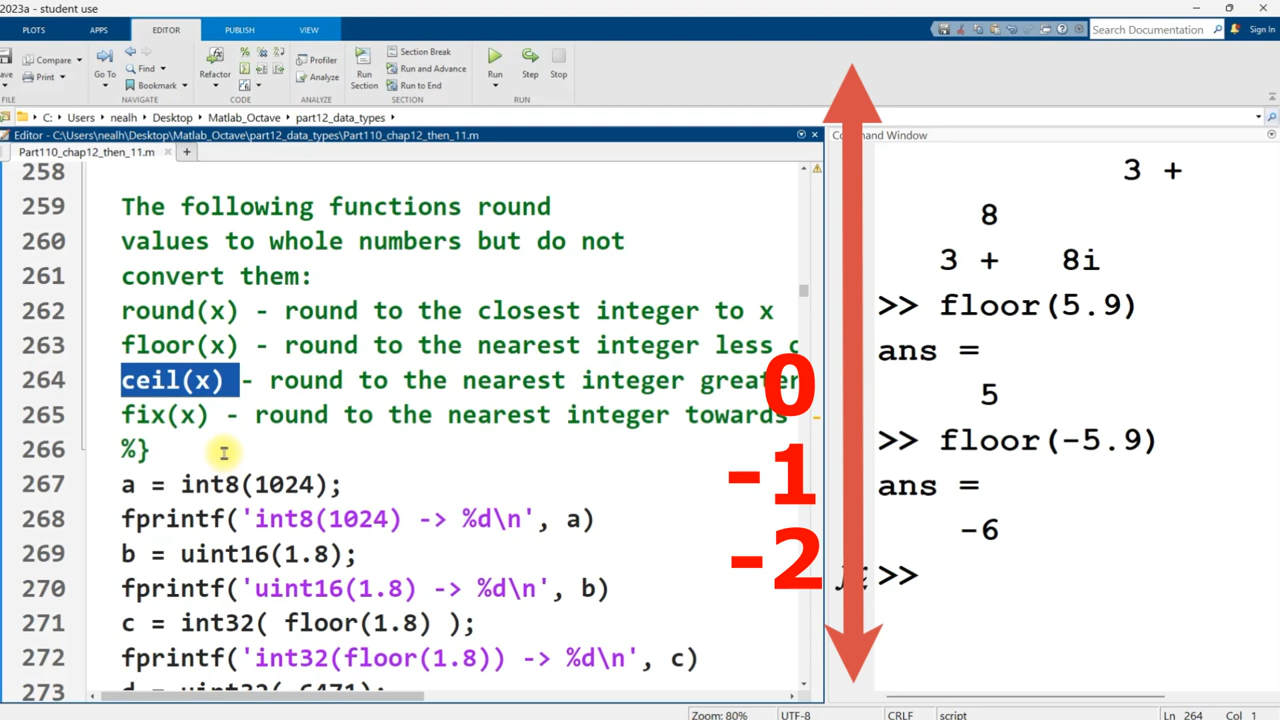 2023a - student use
PLOTS APPS EDITOR PUBLISH VIEW
Search Documentation Sign In
Compare Go To Find Refactor Profiler Section Break Run Step Stop
Print Bookmark Analyze Run Section Run and Advance Run to End
FILE NAVIGATE CODE ANALYZE SECTION RUN
C: Users nealh Desktop Matlab_Octave part12_data_types
Editor - C:\Users\nealh\Desktop\Matlab_Octave\part12_data_types\Part110_chap12_then_11.m
Part110_chap12_then_11.m
258
259 The following functions round
260 values to whole numbers but do not
261 convert them:
262 round(x) - round to the closest integer to x
263 floor(x) - round to the nearest integer less
264 ceil(x) - round to the nearest integer greater
265 fix(x) - round to the nearest integer towards
266 %}
267 a = int8(1024);
268 fprintf('int8(1024) -> %d\n', a)
269 b = uint16(1.8);
270 fprintf('uint16(1.8) -> %d\n', b)
271 c = int32( floor(1.8) );
272 fprintf('int32(floor(1.8)) -> %d\n', c)
273
0
-1
-2
Command Window
3 +
8
3 + 8i
>> floor(5.9)
ans =
5
>> floor(-5.9)
ans =
-6
>>
Zoom: 80% UTF-8 CRLF script Ln 264 Col 1